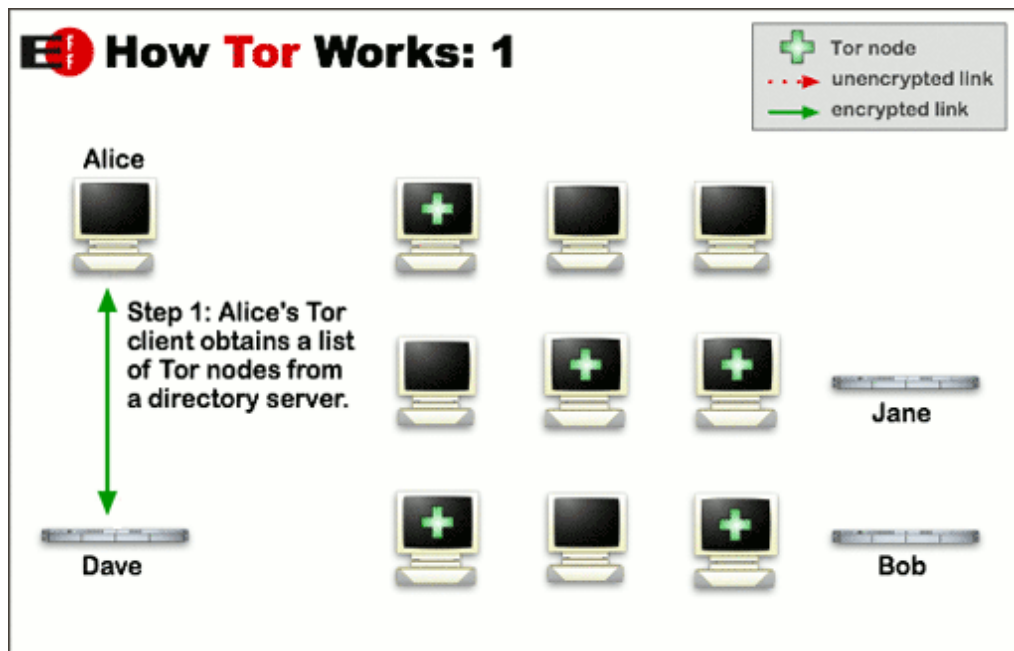 EFF How Tor Works: 1
Tor node
unencrypted link
encrypted link
Alice
Step 1: Alice's Tor
client obtains a list
of Tor nodes from
a directory server.
Jane
Dave
Bob